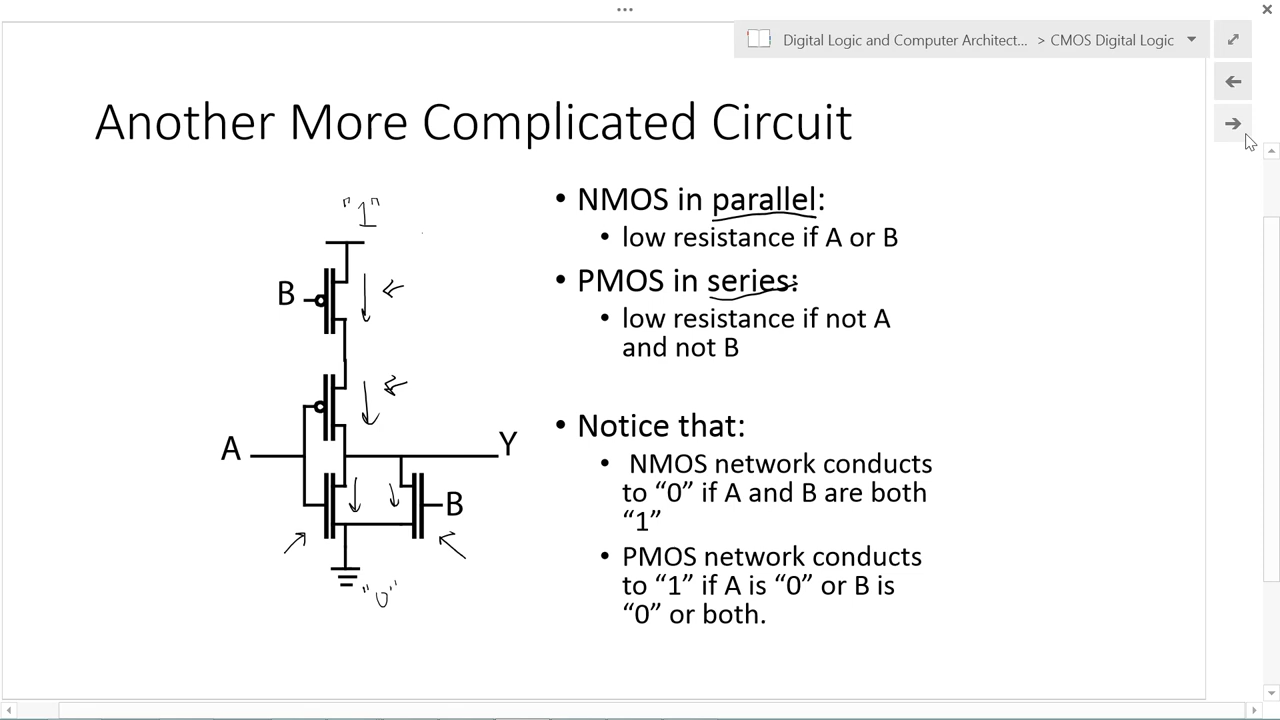 Digital Logic and Computer Architect... > CMOS Digital Logic
Another More Complicated Circuit
"1"
B
A
Y
B
"0"
• NMOS in parallel:
• low resistance if A or B
• PMOS in series:
• low resistance if not A
and not B
• Notice that:
• NMOS network conducts
to “0” if A and B are both
“1”
• PMOS network conducts
to “1” if A is “0” or B is
“0” or both.